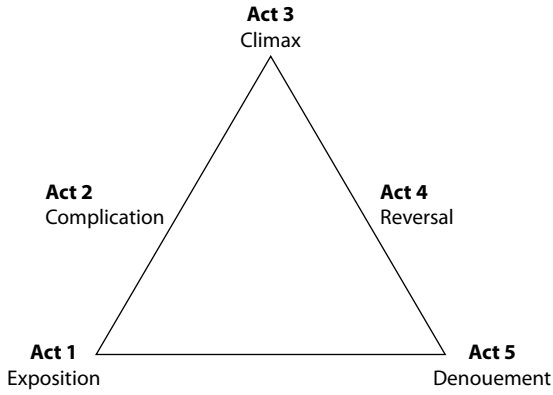 Act 3
Climax
Act 2
Complication
Act 4
Reversal
Act 1
Exposition
Act 5
Denouement